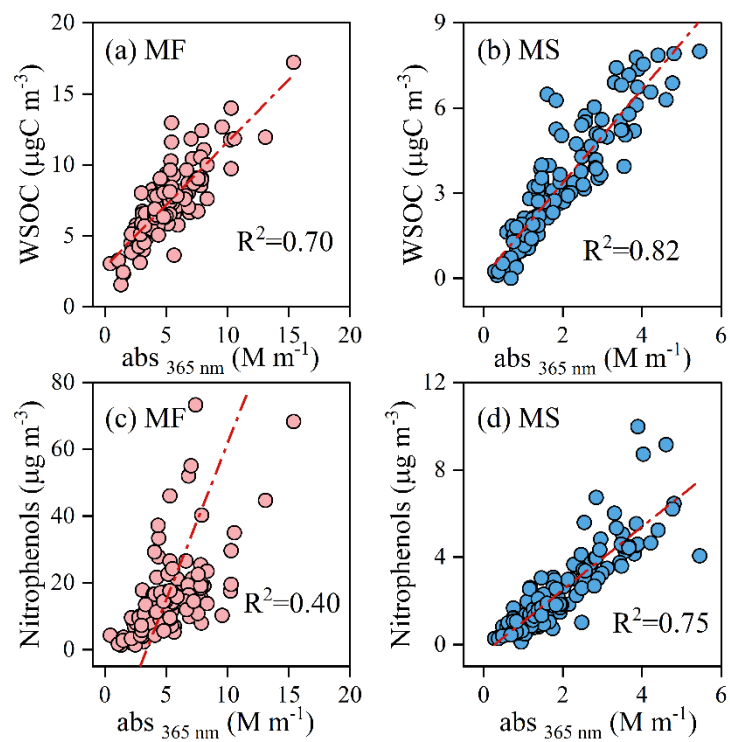 (a) MF
WSOC (µgC m⁻³)
20
15
10
5
0
R²=0.70
0 5 10 15 20
abs 365 nm (M m⁻¹)
(b) MS
WSOC (µgC m⁻³)
9
6
3
0
R²=0.82
0 2 4 6
abs 365 nm (M m⁻¹)
(c) MF
Nitrophenols (µg m⁻³)
80
60
40
20
0
R²=0.40
0 5 10 15 20
abs 365 nm (M m⁻¹)
(d) MS
Nitrophenols (µg m⁻³)
12
8
4
0
R²=0.75
0 2 4 6
abs 365 nm (M m⁻¹)